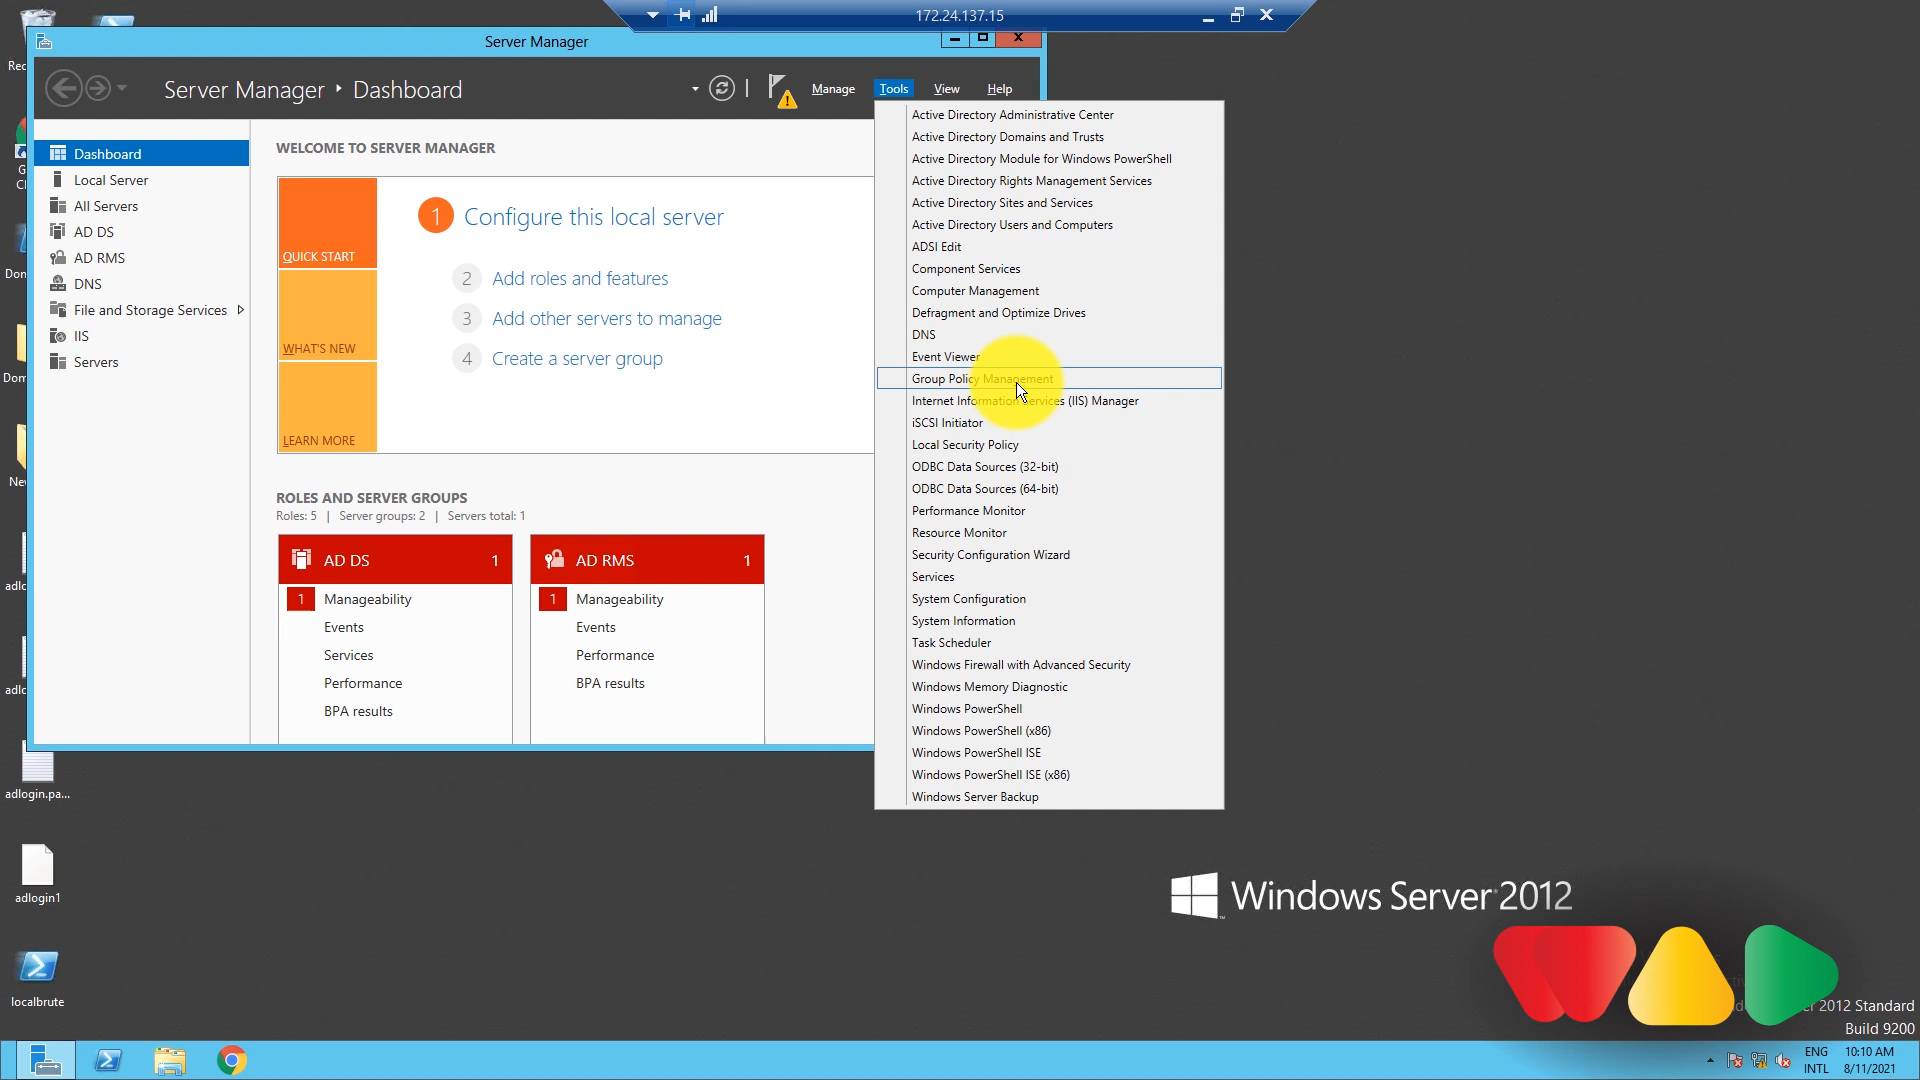 172.24.137.15
Server Manager
Server Manager ‣ Dashboard
Manage
Tools
View
Help
Dashboard
Local Server
All Servers
AD DS
AD RMS
DNS
File and Storage Services
IIS
Servers
WELCOME TO SERVER MANAGER
QUICK START
WHAT'S NEW
LEARN MORE
1 Configure this local server
2 Add roles and features
3 Add other servers to manage
4 Create a server group
ROLES AND SERVER GROUPS
Roles: 5 | Server groups: 2 | Servers total: 1
AD DS 1
1 Manageability
Events
Services
Performance
BPA results
AD RMS 1
1 Manageability
Events
Performance
BPA results
Active Directory Administrative Center
Active Directory Domains and Trusts
Active Directory Module for Windows PowerShell
Active Directory Rights Management Services
Active Directory Sites and Services
Active Directory Users and Computers
ADSI Edit
Component Services
Computer Management
Defragment and Optimize Drives
DNS
Event Viewer
Group Policy Management
Internet Information Services (IIS) Manager
iSCSI Initiator
Local Security Policy
ODBC Data Sources (32-bit)
ODBC Data Sources (64-bit)
Performance Monitor
Resource Monitor
Security Configuration Wizard
Services
System Configuration
System Information
Task Scheduler
Windows Firewall with Advanced Security
Windows Memory Diagnostic
Windows PowerShell
Windows PowerShell (x86)
Windows PowerShell ISE
Windows PowerShell ISE (x86)
Windows Server Backup
adlogin.pa...
adlogin1
localbrute
Windows Server 2012
2012 Standard
Build 9200
ENG
INTL
10:10 AM
8/11/2021